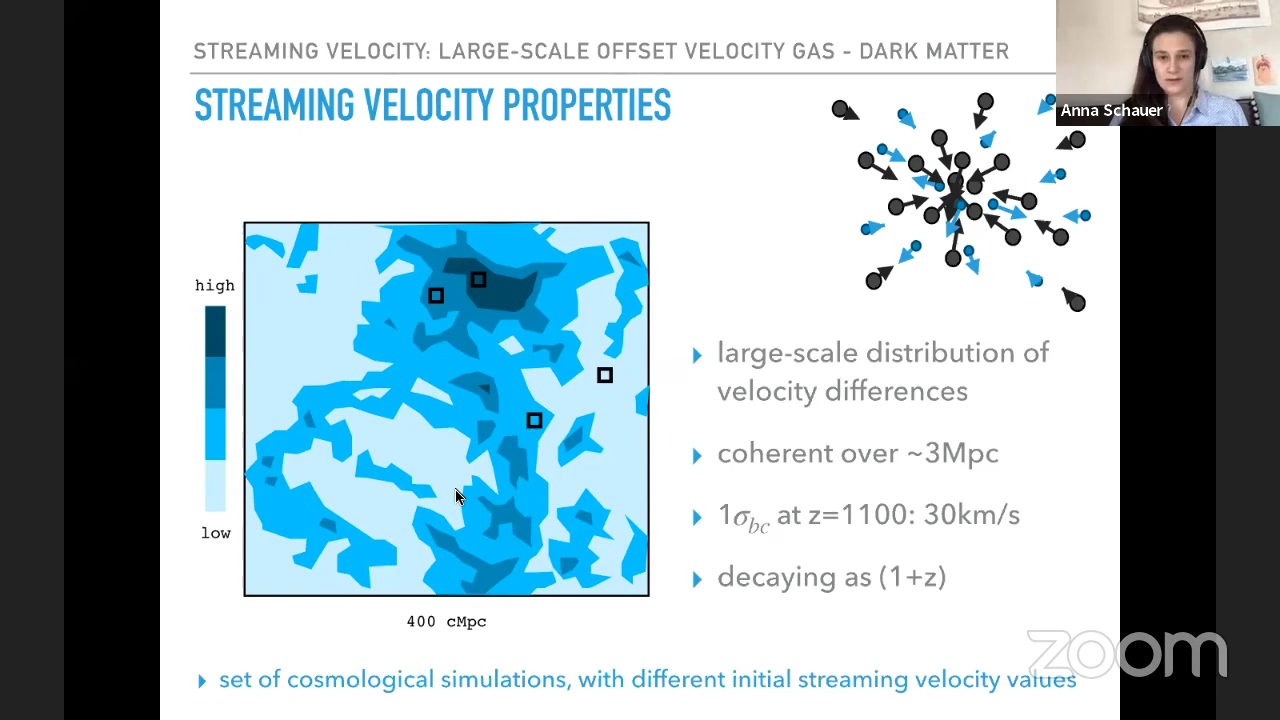 STREAMING VELOCITY: LARGE-SCALE OFFSET VELOCITY GAS - DARK MATTER
STREAMING VELOCITY PROPERTIES
Anna Schauer
high
low
400 cMpc
large-scale distribution of
velocity differences
coherent over ~3Mpc
1σbc at z=1100: 30km/s
decaying as (1+z)
set of cosmological simulations, with different initial streaming velocity values
zoom